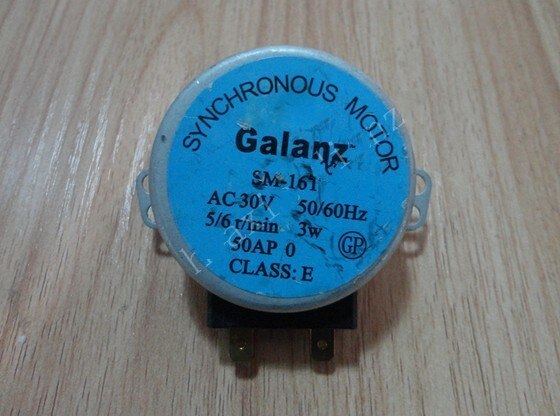 SYNCHRONOUS MOTOR
Galanz
SM-161
AC-30V 50/60Hz
5/6 r/min 3w
50AP 0
CLASS: E
GP